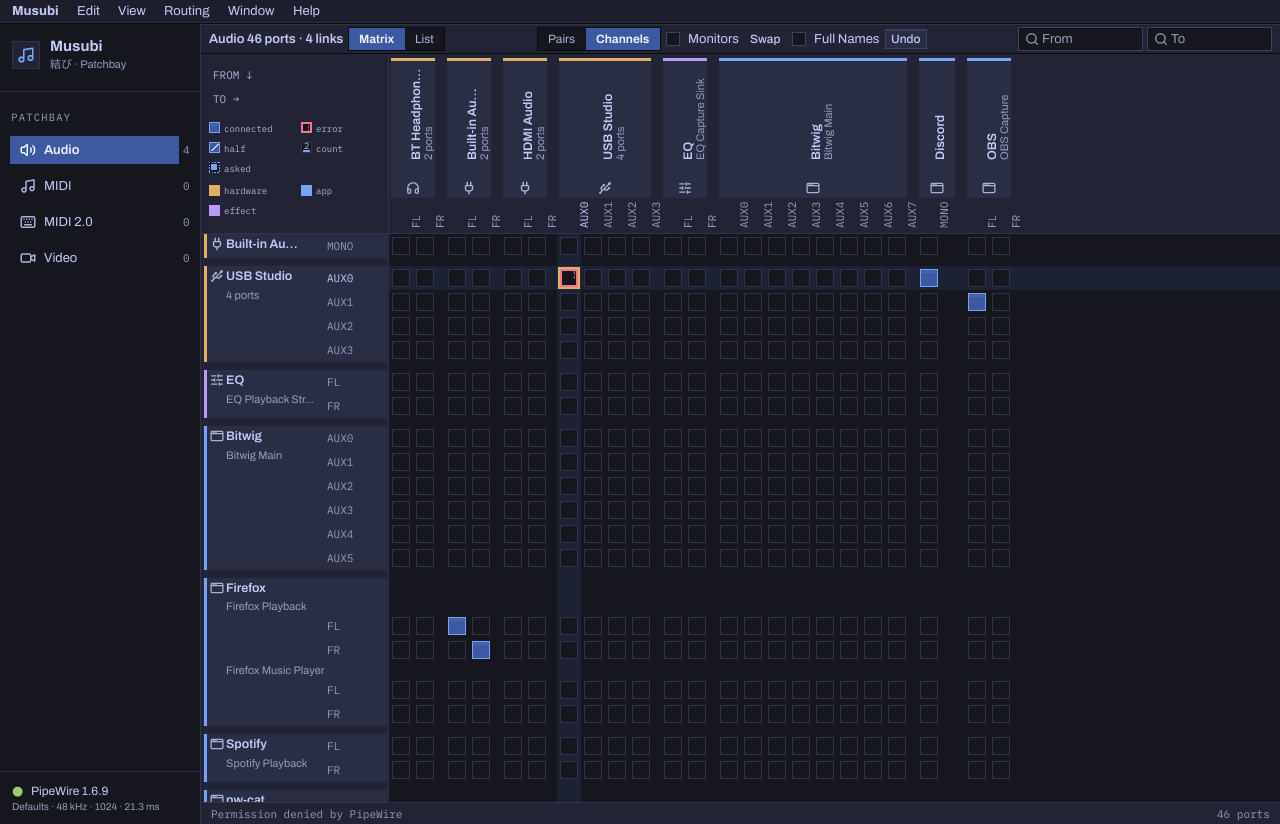 Musubi Edit View Routing Window Help
Musubi
結び · Patchbay
PATCHBAY
Audio 4
MIDI 0
MIDI 2.0 0
Video 0
PipeWire 1.6.9
Defaults · 48 kHz · 1024 · 21.3 ms
Audio 46 ports · 4 links Matrix List Pairs Channels Monitors Swap Full Names Undo From To
FROM ↓
TO →
connected error
half 2 count
asked
hardware app
effect
BT Headphon…
2 ports
Built-in Au…
2 ports
HDMI Audio
2 ports
USB Studio
4 ports
EQ
EQ Capture Sink
Bitwig
Bitwig Main
Discord
OBS
OBS Capture
FL FR FL FR FL FR AUX0 AUX1 AUX2 AUX3 FL FR AUX0 AUX1 AUX2 AUX3 AUX4 AUX5 AUX6 AUX7 MONO FL FR
Built-in Au… MONO
USB Studio AUX0
4 ports AUX1
AUX2
AUX3
EQ FL
EQ Playback Str… FR
Bitwig AUX0
Bitwig Main AUX1
AUX2
AUX3
AUX4
AUX5
Firefox
Firefox Playback
FL
FR
Firefox Music Player
FL
FR
Spotify FL
Spotify Playback FR
pw-cat
Permission denied by PipeWire 46 ports